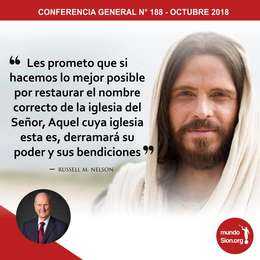 CONFERENCIA GENERAL N° 188 - OCTUBRE 2018
“ Les prometo que si
hacemos lo mejor posible
por restaurar el nombre
correcto de la iglesia del
Señor, Aquel cuya iglesia
esta es, derramará su
poder y sus bendiciones ”
— RUSSELL M. NELSON
mundo
Sion.org